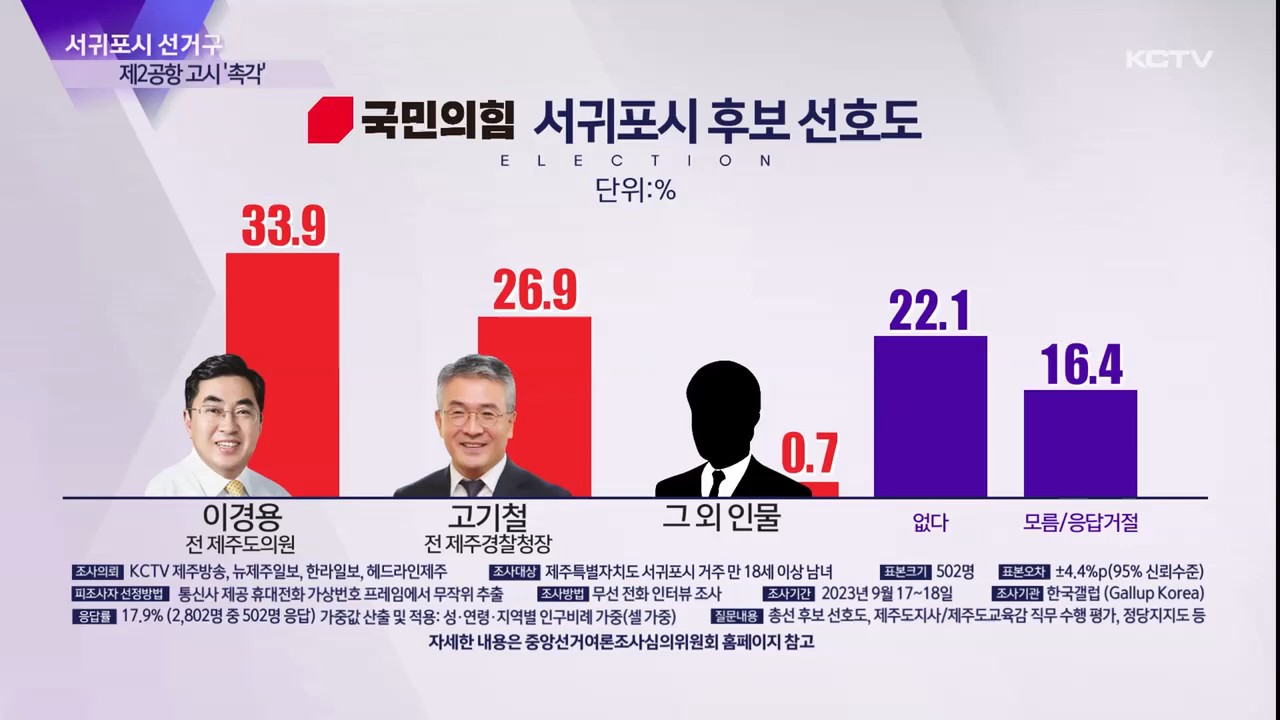 서귀포시 선거구
제2공항 고시 '촉각'
KCTV
국민의힘 서귀포시 후보 선호도
ELECTION
단위:%
33.9
26.9
0.7
22.1
16.4
이경용
전 제주도의원
고기철
전 제주경찰청장
그 외 인물
없다
모름/응답거절
조사의뢰 KCTV 제주방송, 뉴제주일보, 한라일보, 헤드라인제주 조사대상 제주특별자치도 서귀포시 거주 만 18세 이상 남녀 표본크기 502명 표본오차 ±4.4%p(95% 신뢰수준)
피조사자 선정방법 통신사 제공 휴대전화 가상번호 프레임에서 무작위 추출 조사방법 무선 전화 인터뷰 조사 조사기간 2023년 9월 17~18일 조사기관 한국갤럽 (Gallup Korea)
응답률 17.9% (2,802명 중 502명 응답) 가중값 산출 및 적용: 성·연령·지역별 인구비례 가중(셀 가중) 질문내용 총선 후보 선호도, 제주도지사/제주도교육감 직무 수행 평가, 정당지지도 등
자세한 내용은 중앙선거여론조사심의위원회 홈페이지 참고